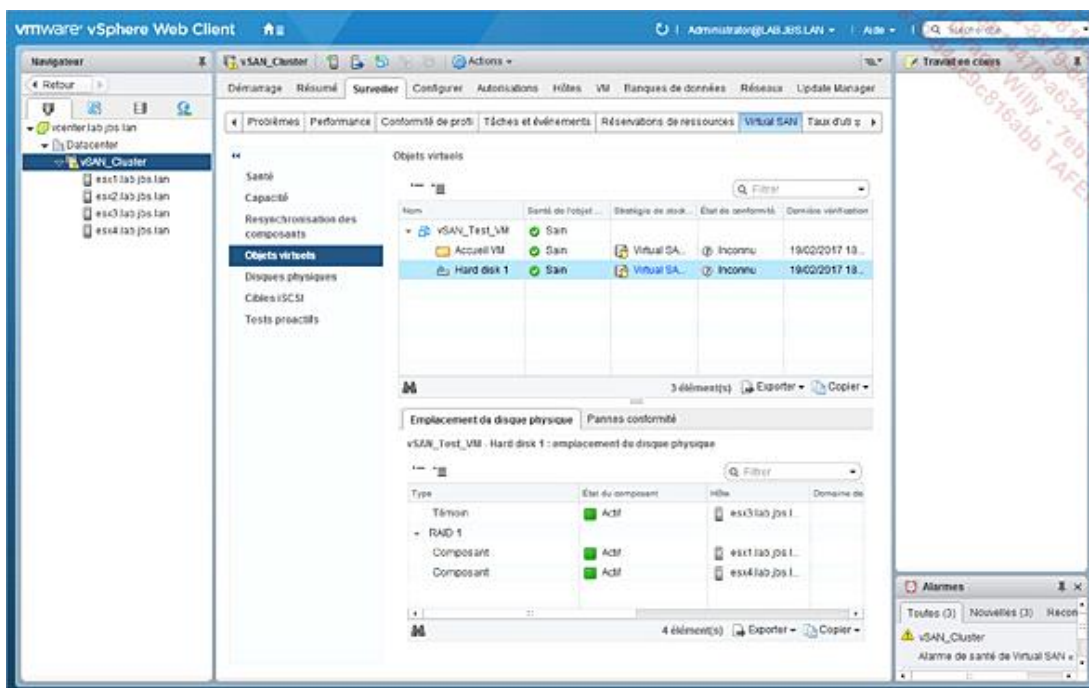 vmware® vSphere Web Client
Administrator@LAB.JBS.LAN
Aide
Navigateur
Retour
vcenter.lab.jbs.lan
Datacenter
vSAN_Cluster
esx1.lab.jbs.lan
esx2.lab.jbs.lan
esx3.lab.jbs.lan
esx4.lab.jbs.lan
vSAN_Cluster Actions
Démarrage Résumé Surveiller Configurer Autorisations Hôtes VM Banques de données Réseaux Update Manager
Problèmes Performance Conformité de profil Tâches et événements Réservations de ressources Virtual SAN Taux d'uti
Santé
Capacité
Resynchronisation des
composants
Objets virtuels
Disques physiques
Cibles iSCSI
Tests proactifs
Objets virtuels
Filtrer
Nom Santé de l'objet ... Stratégie de stock... État de conformité Dernière vérification
vSAN_Test_VM Sain
Accueil VM Sain Virtual SA... Inconnu 19/02/2017 18...
Hard disk 1 Sain Virtual SA... Inconnu 19/02/2017 18...
3 élément(s) Exporter Copier
Emplacement du disque physique Pannes conformité
vSAN_Test_VM - Hard disk 1 : emplacement du disque physique
Filtrer
Type État du composant Hôte Domaine de
Témoin Actif esx3.lab.jbs.l...
RAID 1
Composant Actif esx1.lab.jbs.l...
Composant Actif esx4.lab.jbs.l...
4 élément(s) Exporter Copier
Travail en cours
Alarmes
Toutes (3) Nouvelles (3) Recon
vSAN_Cluster
Alarme de santé de Virtual SAN «